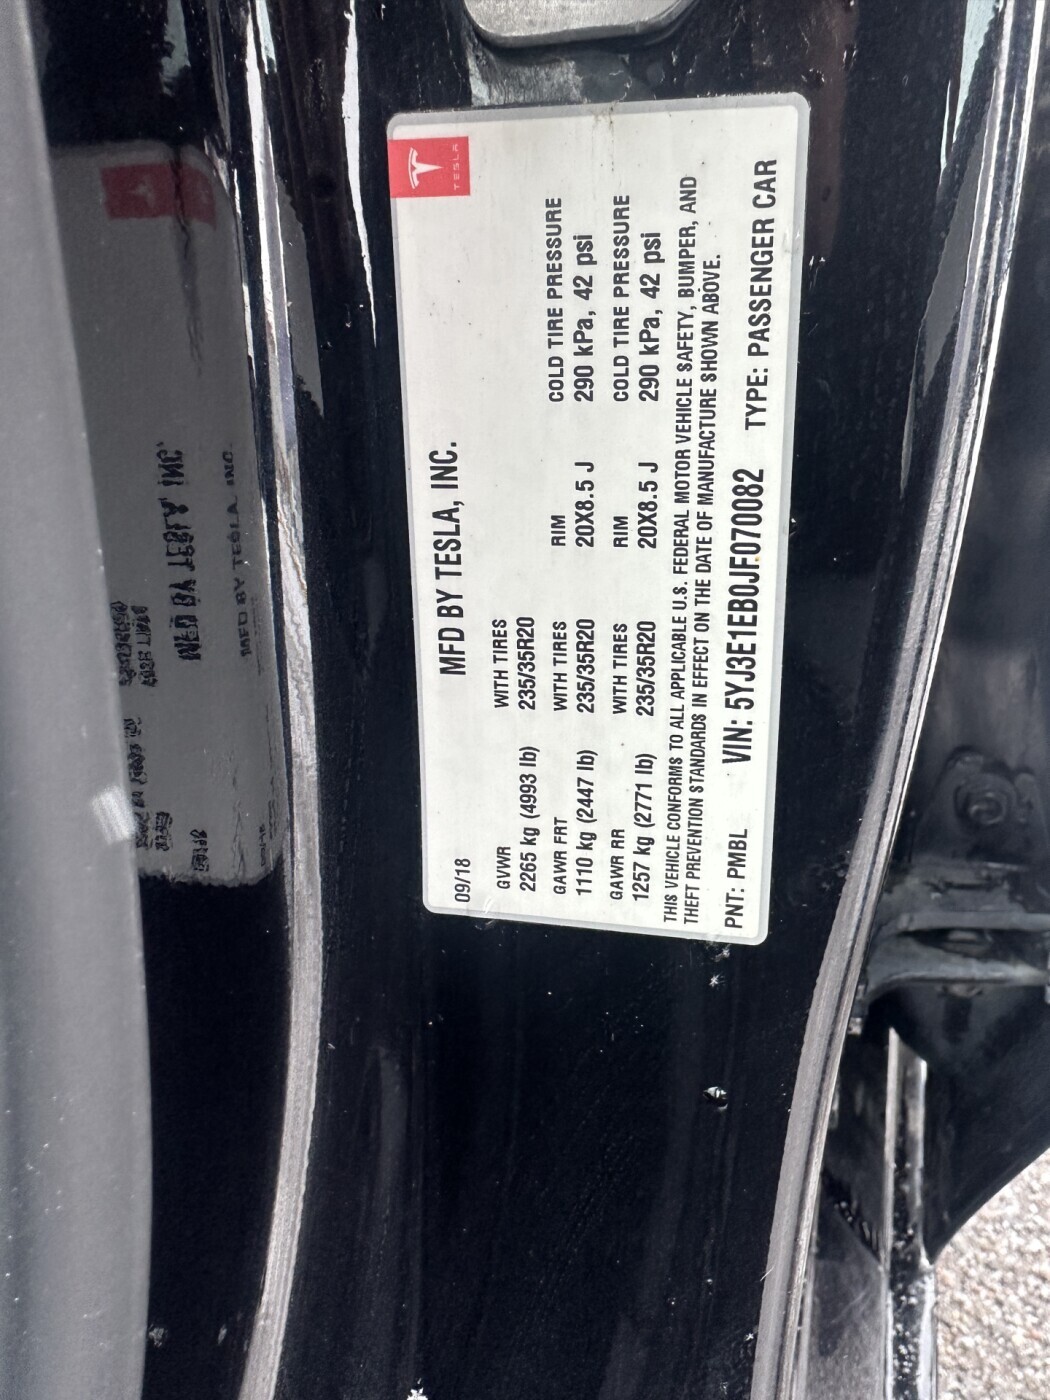 TESLA
MFD BY TESLA, INC.
09/18
GVWR WITH TIRES
2265 kg (4993 lb) 235/35R20
GAWR FRT WITH TIRES RIM COLD TIRE PRESSURE
1110 kg (2447 lb) 235/35R20 20X8.5 J 290 kPa, 42 psi
GAWR RR WITH TIRES RIM COLD TIRE PRESSURE
1257 kg (2771 lb) 235/35R20 20X8.5 J 290 kPa, 42 psi
THIS VEHICLE CONFORMS TO ALL APPLICABLE U.S. FEDERAL MOTOR VEHICLE SAFETY, BUMPER, AND
THEFT PREVENTION STANDARDS IN EFFECT ON THE DATE OF MANUFACTURE SHOWN ABOVE.
PNT: PMBL VIN: 5YJ3E1EB0JF070082 TYPE: PASSENGER CAR
MFD BY TESLA, INC.